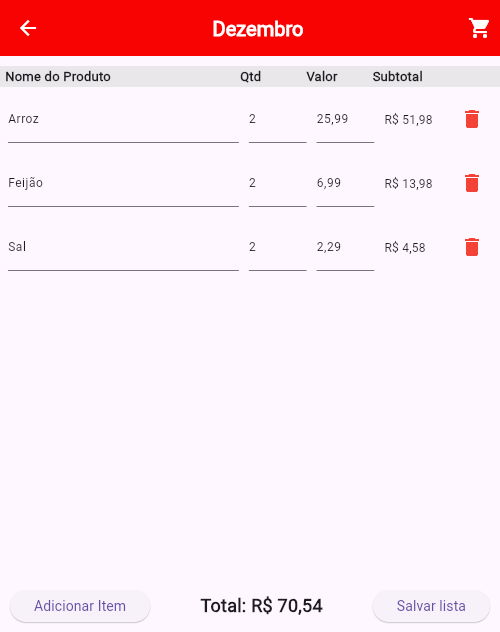 Dezembro
Nome do Produto Qtd Valor Subtotal
Arroz 2 25,99 R$ 51,98
Feijão 2 6,99 R$ 13,98
Sal 2 2,29 R$ 4,58
Adicionar Item Total: R$ 70,54 Salvar lista